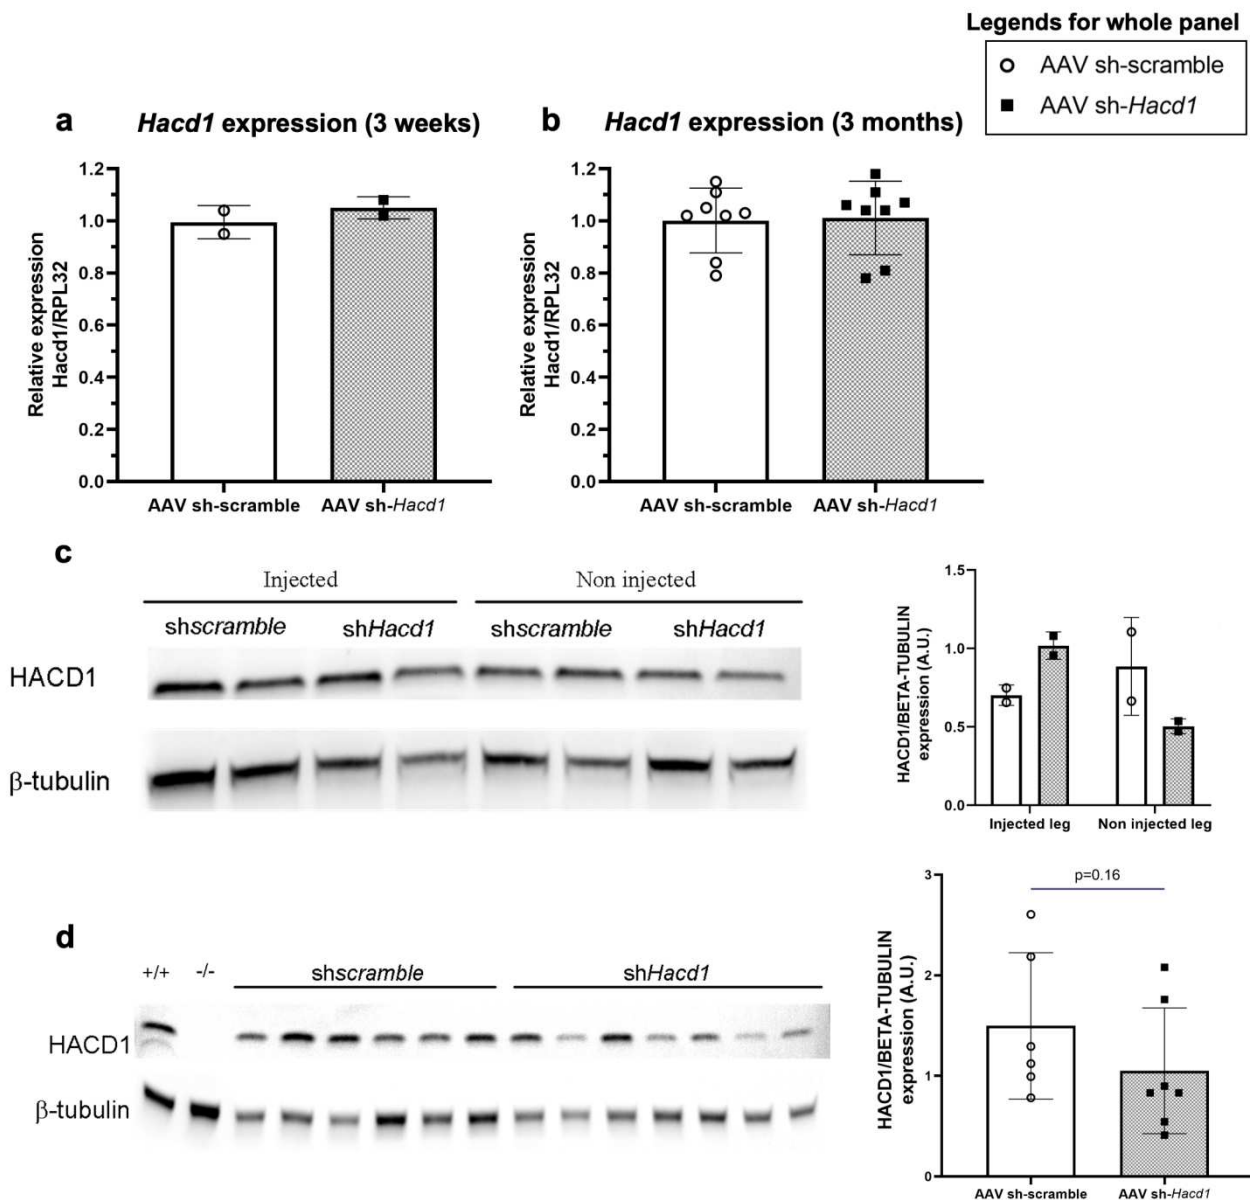 Legends for whole panel
AAV sh-scramble
AAV sh-Hacd1
a
Hacd1 expression (3 weeks)
Relative expression
Hacd1/RPL32
1.2
1.0
0.8
0.6
0.4
0.2
0.0
AAV sh-scramble
AAV sh-Hacd1
b
Hacd1 expression (3 months)
Relative expression
Hacd1/RPL32
1.2
1.0
0.8
0.6
0.4
0.2
0.0
AAV sh-scramble
AAV sh-Hacd1
c
Injected
Non injected
shscramble
shHacd1
shscramble
shHacd1
HACD1
β-tubulin
HACD1/BETA-TUBULIN
expression (A.U.)
1.5
1.0
0.5
0.0
Injected leg
Non injected leg
d
+/+
-/-
shscramble
shHacd1
HACD1
β-tubulin
HACD1/BETA-TUBULIN
expression (A.U.)
3
2
1
0
p=0.16
AAV sh-scramble
AAV sh-Hacd1